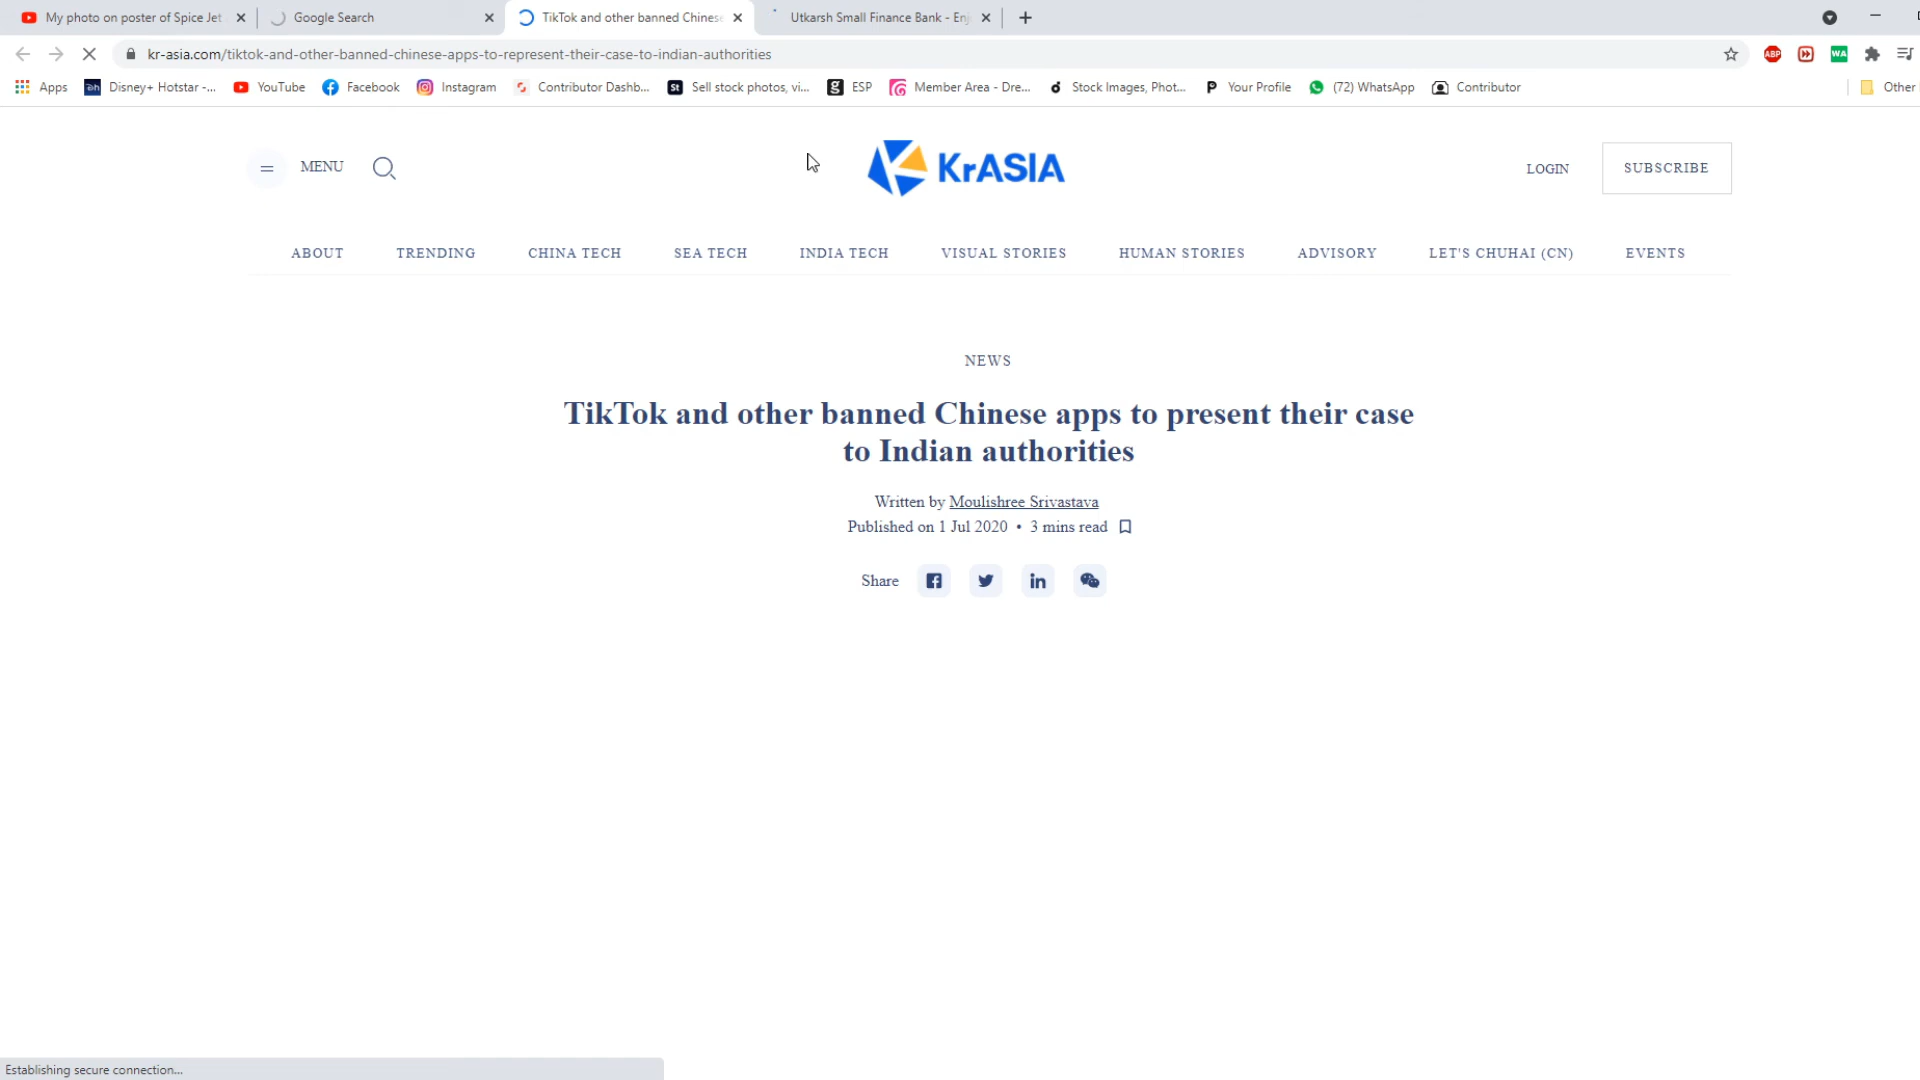 My photo on poster of Spice Jet
Google Search
TikTok and other banned Chinese
Utkarsh Small Finance Bank - Enj
kr-asia.com/tiktok-and-other-banned-chinese-apps-to-represent-their-case-to-indian-authorities
ABP
WA
Apps
Disney+ Hotstar -...
YouTube
Facebook
Instagram
Contributor Dashb...
St
Sell stock photos, vi...
ESP
Member Area - Dre...
Stock Images, Phot...
Your Profile
(72) WhatsApp
Contributor
Other
MENU
KrASIA
LOGIN
SUBSCRIBE
ABOUT
TRENDING
CHINA TECH
SEA TECH
INDIA TECH
VISUAL STORIES
HUMAN STORIES
ADVISORY
LET'S CHUHAI (CN)
EVENTS
NEWS
TikTok and other banned Chinese apps to present their case
to Indian authorities
Written by Moulishree Srivastava
Published on 1 Jul 2020 • 3 mins read
Share
Establishing secure connection...